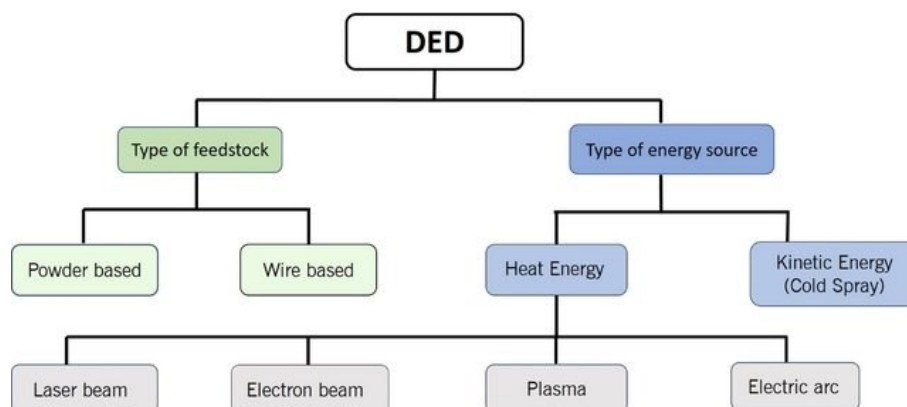 DED
Type of feedstock
Type of energy source
Powder based
Wire based
Heat Energy
Kinetic Energy
(Cold Spray)
Laser beam
Electron beam
Plasma
Electric arc